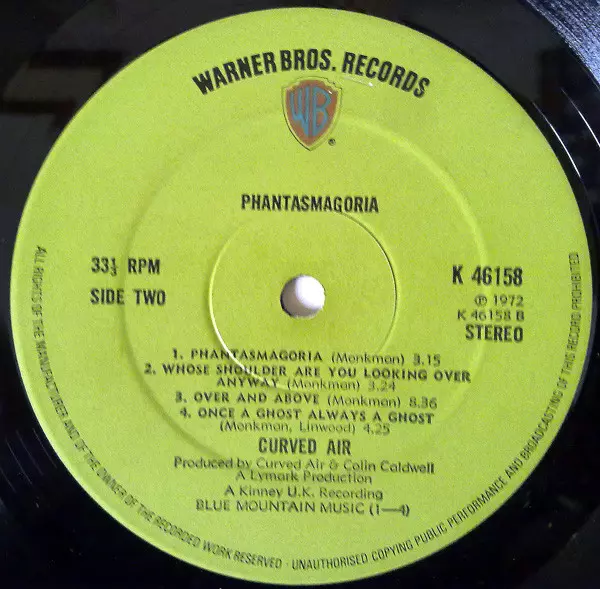 WARNER BROS. RECORDS
WB
®
PHANTASMAGORIA
33⅓ RPM
SIDE TWO
K 46158
℗ 1972
K 46158 B
STEREO
1. PHANTASMAGORIA (Monkman) 3.15
2. WHOSE SHOULDER ARE YOU LOOKING OVER
ANYWAY (Monkman) 3.24
3. OVER AND ABOVE (Monkman) 8.36
4. ONCE A GHOST ALWAYS A GHOST
(Monkman, Linwood) 4.25
CURVED AIR
Produced by Curved Air & Colin Caldwell
A Lymark Production
A Kinney U.K. Recording
BLUE MOUNTAIN MUSIC (1—4)
ALL RIGHTS OF THE MANUFACTURER AND OF THE OWNER OF THE RECORDED WORK RESERVED · UNAUTHORISED COPYING PUBLIC PERFORMANCE AND BROADCASTING OF THIS RECORD PROHIBITED